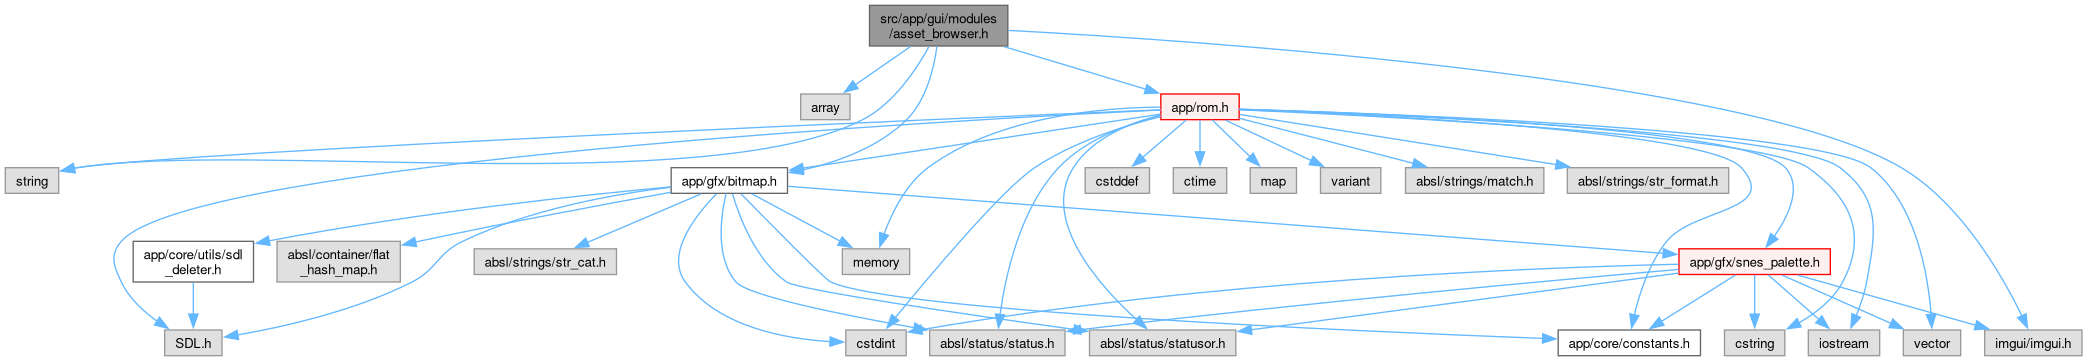 src/app/gui/modules
/asset_browser.h
array
app/rom.h
string
app/gfx/bitmap.h
cstddef
ctime
map
variant
absl/strings/match.h
absl/strings/str_format.h
app/core/utils/sdl
_deleter.h
absl/container/flat
_hash_map.h
absl/strings/str_cat.h
memory
app/gfx/snes_palette.h
SDL.h
cstdint
absl/status/status.h
absl/status/statusor.h
app/core/constants.h
cstring
iostream
vector
imgui/imgui.h